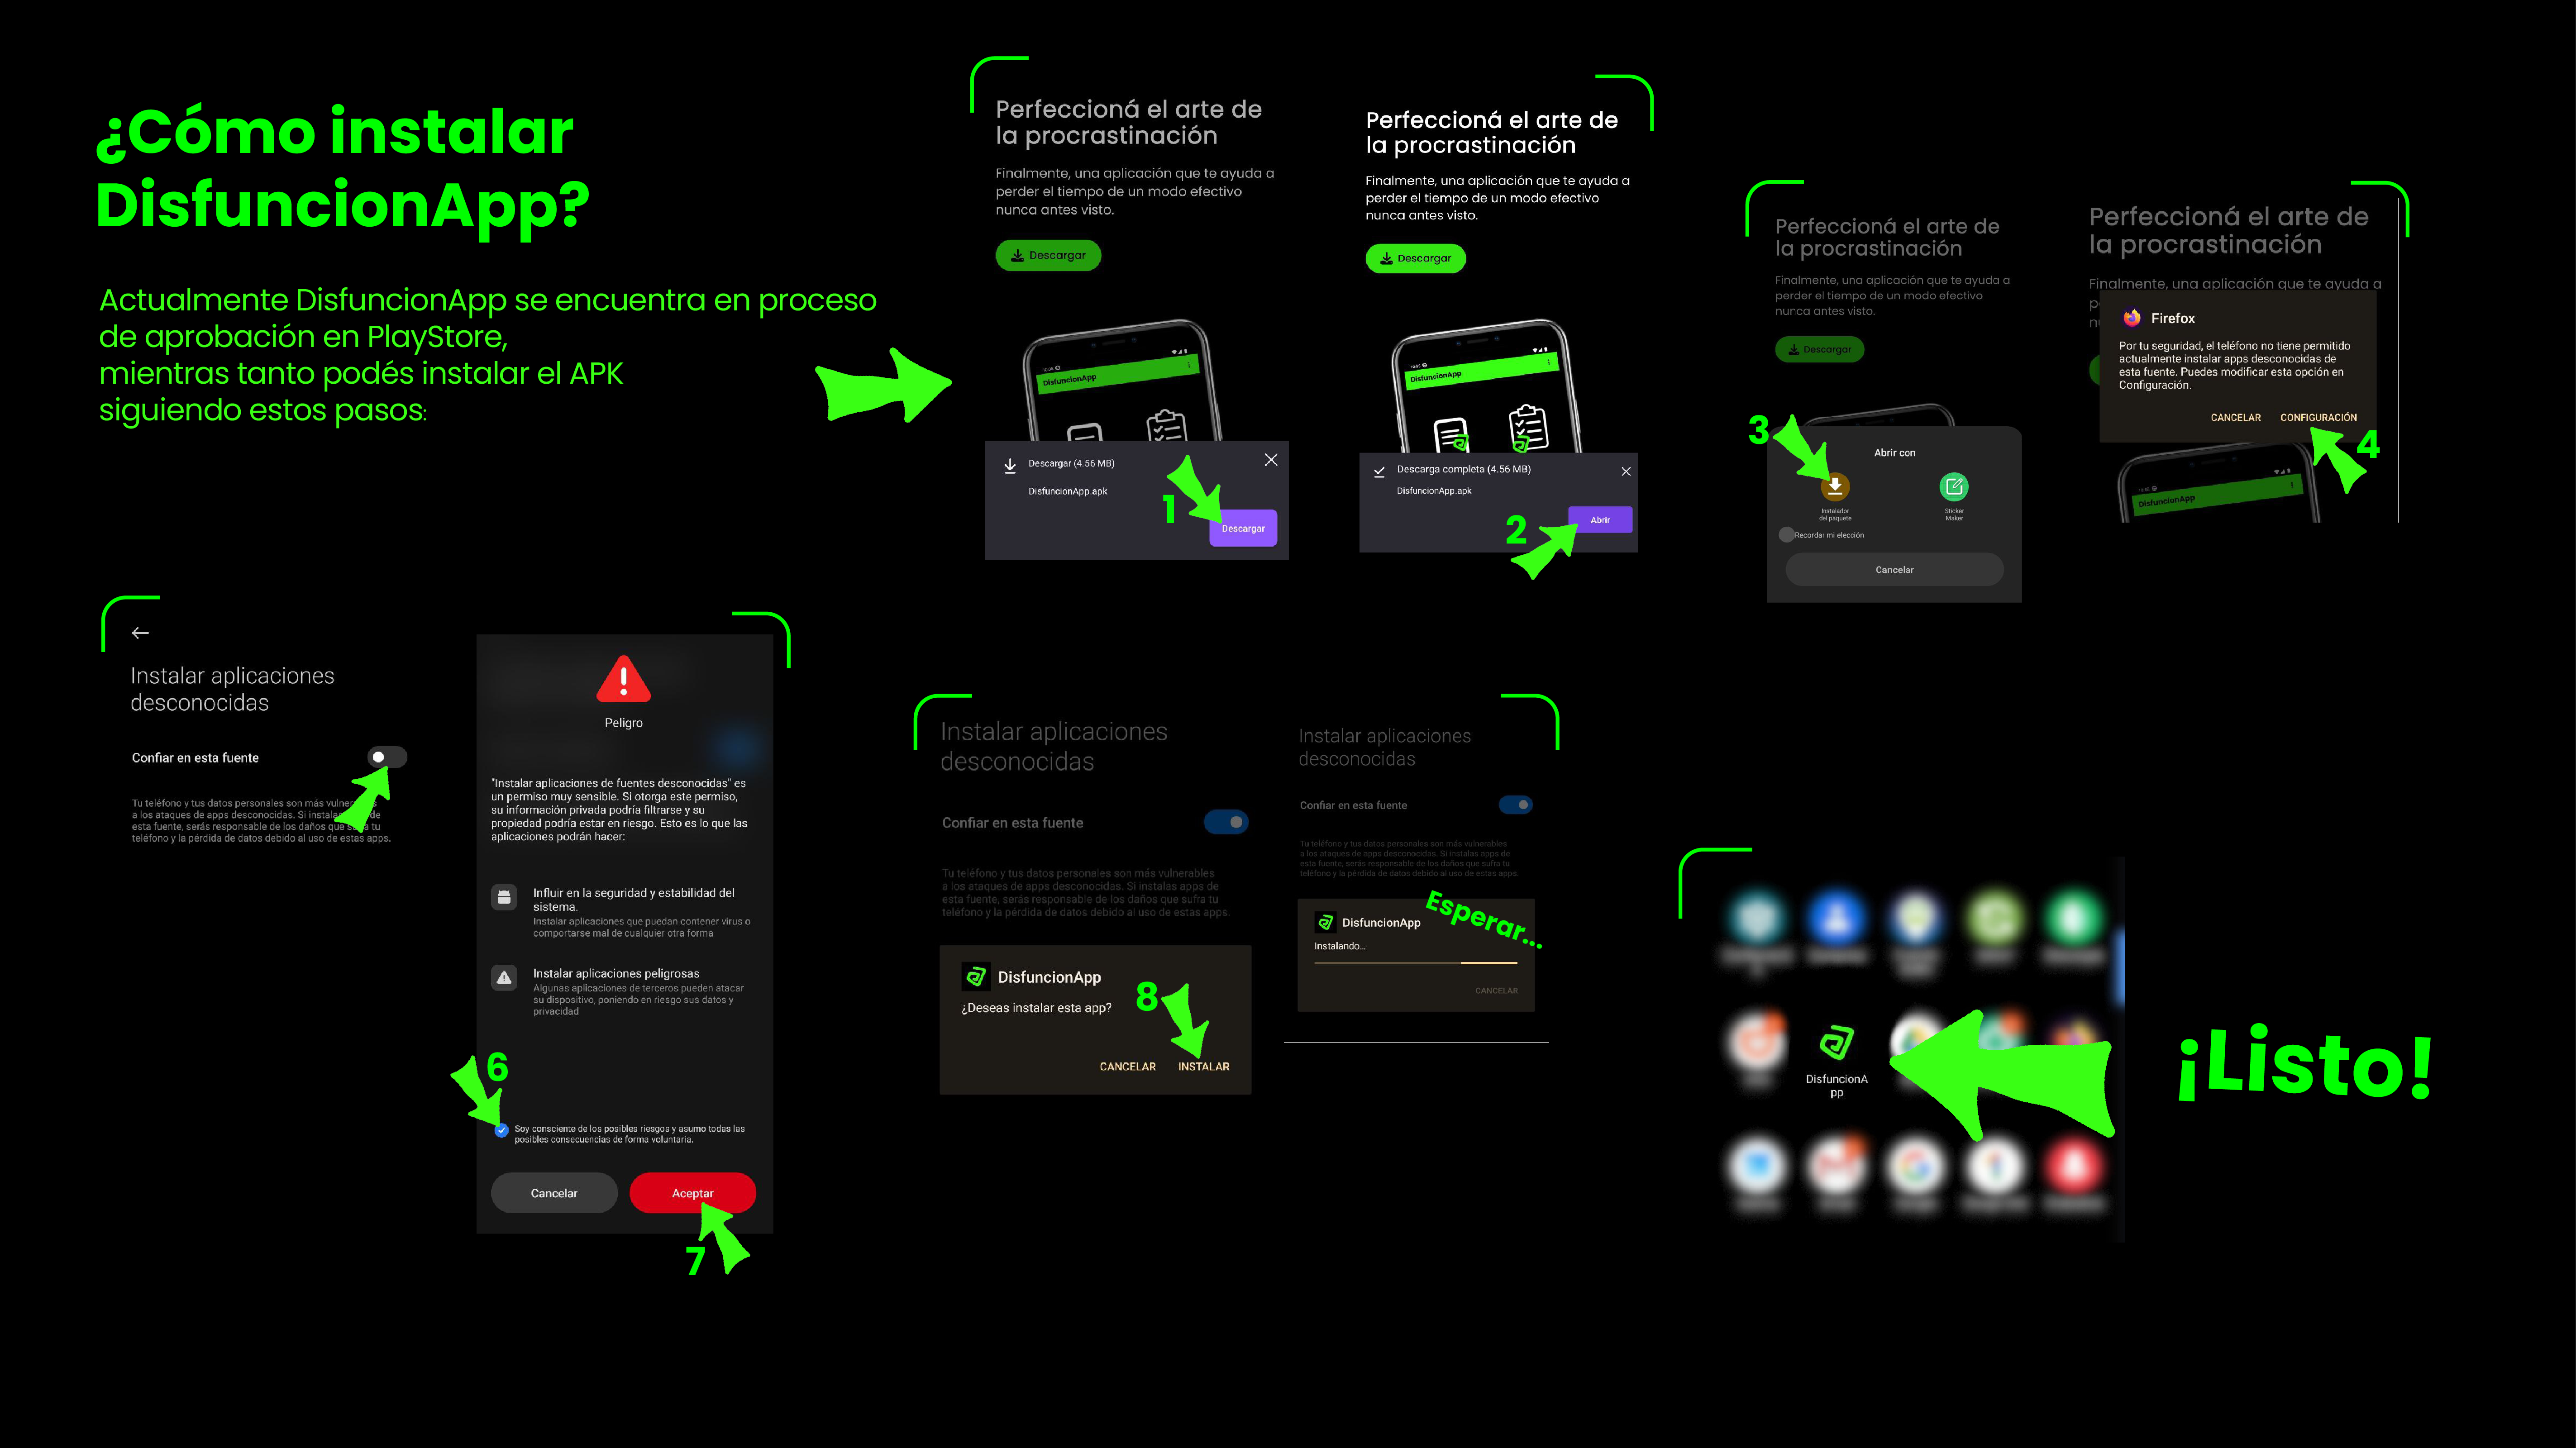 ¿Cómo instalar
DisfuncionApp?
Actualmente DisfuncionApp se encuentra en proceso
de aprobación en PlayStore,
mientras tanto podés instalar el APK
siguiendo estos pasos:
Perfeccioná el arte de
la procrastinación
Finalmente, una aplicación que te ayuda a
perder el tiempo de un modo efectivo
nunca antes visto.
Descargar
DisfuncionApp
Descargar (4.56 MB)
DisfuncionApp.apk
1
Descargar
Perfeccioná el arte de
la procrastinación
Finalmente, una aplicación que te ayuda a
perder el tiempo de un modo efectivo
nunca antes visto.
Descargar
DisfuncionApp
Descarga completa (4.56 MB)
DisfuncionApp.apk
2
Abrir
Perfeccioná el arte de
la procrastinación
Finalmente, una aplicación que te ayuda a
perder el tiempo de un modo efectivo
nunca antes visto.
Descargar
3
Abrir con
Instalador
del paquete
Sticker
Maker
Recordar mi elección
Cancelar
Perfeccioná el arte de
la procrastinación
Finalmente, una aplicación que te ayuda a
Firefox
Por tu seguridad, el teléfono no tiene permitido
actualmente instalar apps desconocidas de
esta fuente. Puedes modificar esta opción en
Configuración.
CANCELAR CONFIGURACIÓN
4
DisfuncionApp
Instalar aplicaciones
desconocidas
Confiar en esta fuente
Tu teléfono y tus datos personales son más
a los ataques de apps desconocidas. Si de
esta fuente, serás responsable de los daños que tu
teléfono y la pérdida de datos debido al uso de estas apps.
Peligro
"Instalar aplicaciones de fuentes desconocidas" es
un permiso muy sensible. Si otorga este permiso,
su información privada podría filtrarse y su
propiedad podría estar en riesgo. Esto es lo que las
aplicaciones podrán hacer:
Influir en la seguridad y estabilidad del
sistema.
Instalar aplicaciones que puedan contener virus o
comportarse mal de cualquier otra forma
Instalar aplicaciones peligrosas
Algunas aplicaciones de terceros pueden atacar
su dispositivo, poniendo en riesgo sus datos y
privacidad
6
Soy consciente de los posibles riesgos y asumo todas las
posibles consecuencias de forma voluntaria.
Cancelar
Aceptar
7
Instalar aplicaciones
desconocidas
Confiar en esta fuente
Tu teléfono y tus datos personales son más vulnerables
a los ataques de apps desconocidas. Si instalas apps de
esta fuente, serás responsable de los daños que sufra tu
teléfono y la pérdida de datos debido al uso de estas apps.
DisfuncionApp
¿Deseas instalar esta app?
8
CANCELAR INSTALAR
Instalar aplicaciones
desconocidas
Confiar en esta fuente
Tu teléfono y tus datos personales son más vulnerables
a los ataques de apps desconocidas. Si instalas apps de
esta fuente, serás responsable de los daños que sufra tu
teléfono y la pérdida de datos debido al uso de estas apps.
Esperar...
DisfuncionApp
Instalando...
CANCELAR
DisfuncionA
pp
¡Listo!